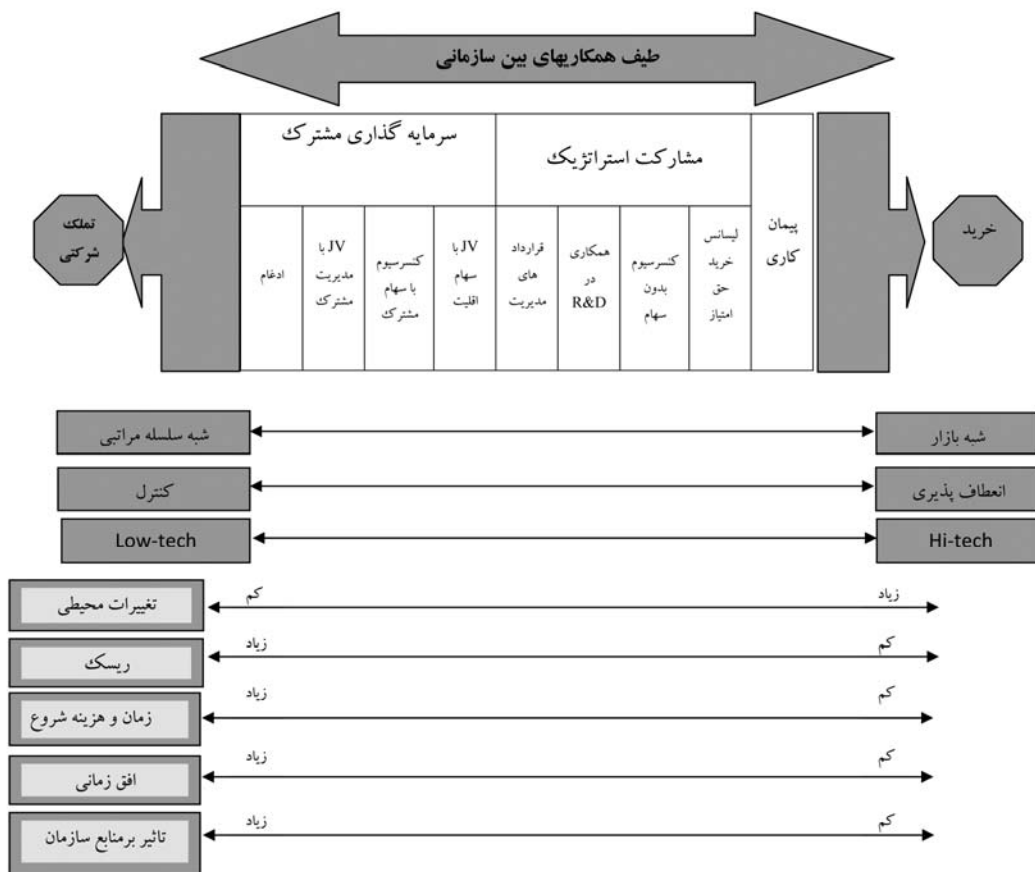 طیف همکاریهای بین سازمانی
خرید
پیمان
کاری
مشارکت استراتژیک
لیسانس
خرید
حق
امتیاز
کنسرسیوم
بدون
سهام
همکاری
در
R&D
قرارداد
های
مدیریت
سرمایه گذاری مشترک
JV با
سهام
اقلیت
کنسرسیوم
با سهام
مشترک
JV با
مدیریت
مشترک
ادغام
تملک
شرکتی
شبه بازار
شبه سلسله مراتبی
انعطاف پذیری
کنترل
Hi-tech
Low-tech
زیاد
کم
تغییرات محیطی
کم
زیاد
ریسک
کم
زیاد
زمان و هزینه شروع
کم
زیاد
افق زمانی
کم
زیاد
تاثیر برمنابع سازمان